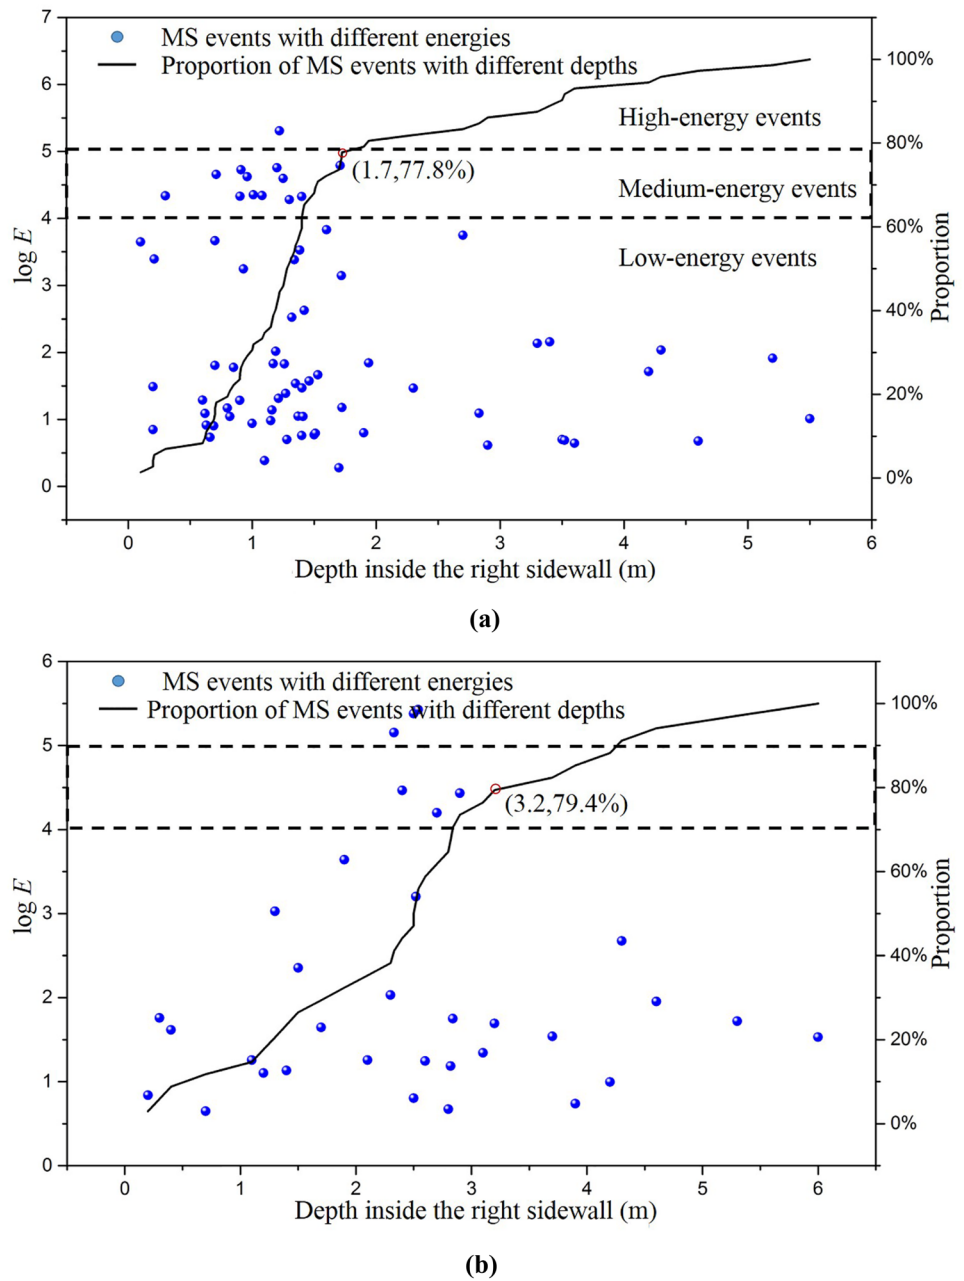 MS events with different energies
Proportion of MS events with different depths
7
6
5
4
3
2
1
0
log E
High-energy events
Medium-energy events
Low-energy events
(1.7,77.8%)
100%
80%
60%
40%
20%
0%
Proportion
0 1 2 3 4 5 6
Depth inside the right sidewall (m)
(a)
MS events with different energies
Proportion of MS events with different depths
6
5
4
3
2
1
0
log E
(3.2,79.4%)
100%
80%
60%
40%
20%
0%
Proportion
0 1 2 3 4 5 6
Depth inside the right sidewall (m)
(b)